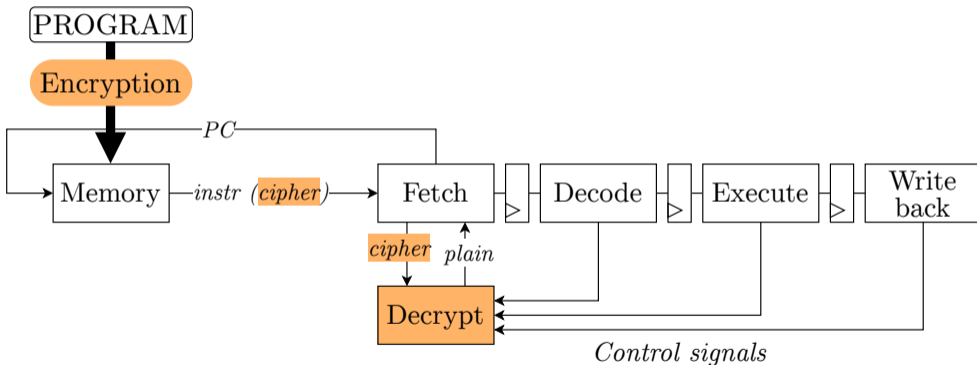 PROGRAM
Encryption
PC
Memory
instr (cipher)
Fetch
Decode
Execute
Write
back
cipher
plain
Decrypt
Control signals